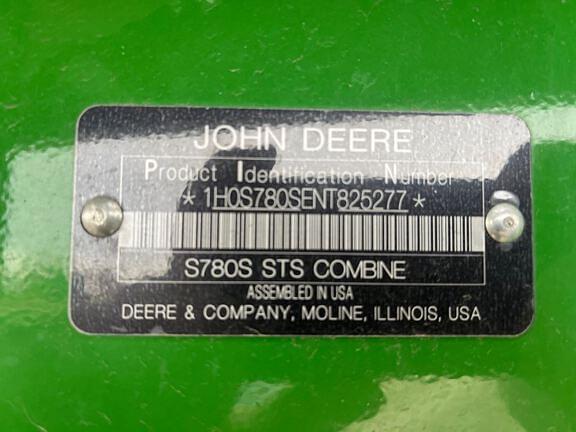 JOHN DEERE
Product Identification Number
*1H0S780SENT825277*
S780S STS COMBINE
ASSEMBLED IN USA
DEERE & COMPANY, MOLINE, ILLINOIS, USA